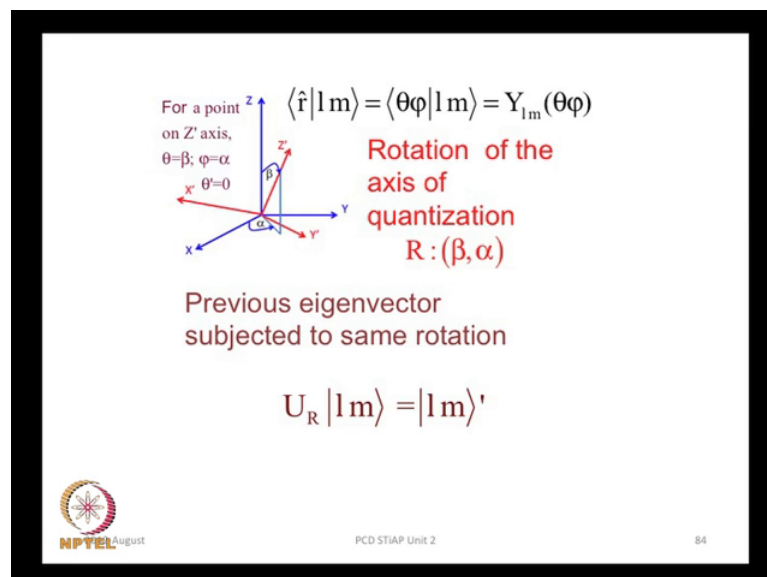 For a point
on Z' axis,
θ=β; φ=α
θ'=0
Z
Z'
β
X'
Y
α
Y'
X
⟨r̂|l m⟩ = ⟨θφ|l m⟩ = Y_{l m}(θφ)
Rotation of the
axis of
quantization
R : (β, α)
Previous eigenvector
subjected to same rotation
U_R |l m⟩ = |l m⟩'
NPTEL August
PCD STiAP Unit 2
84